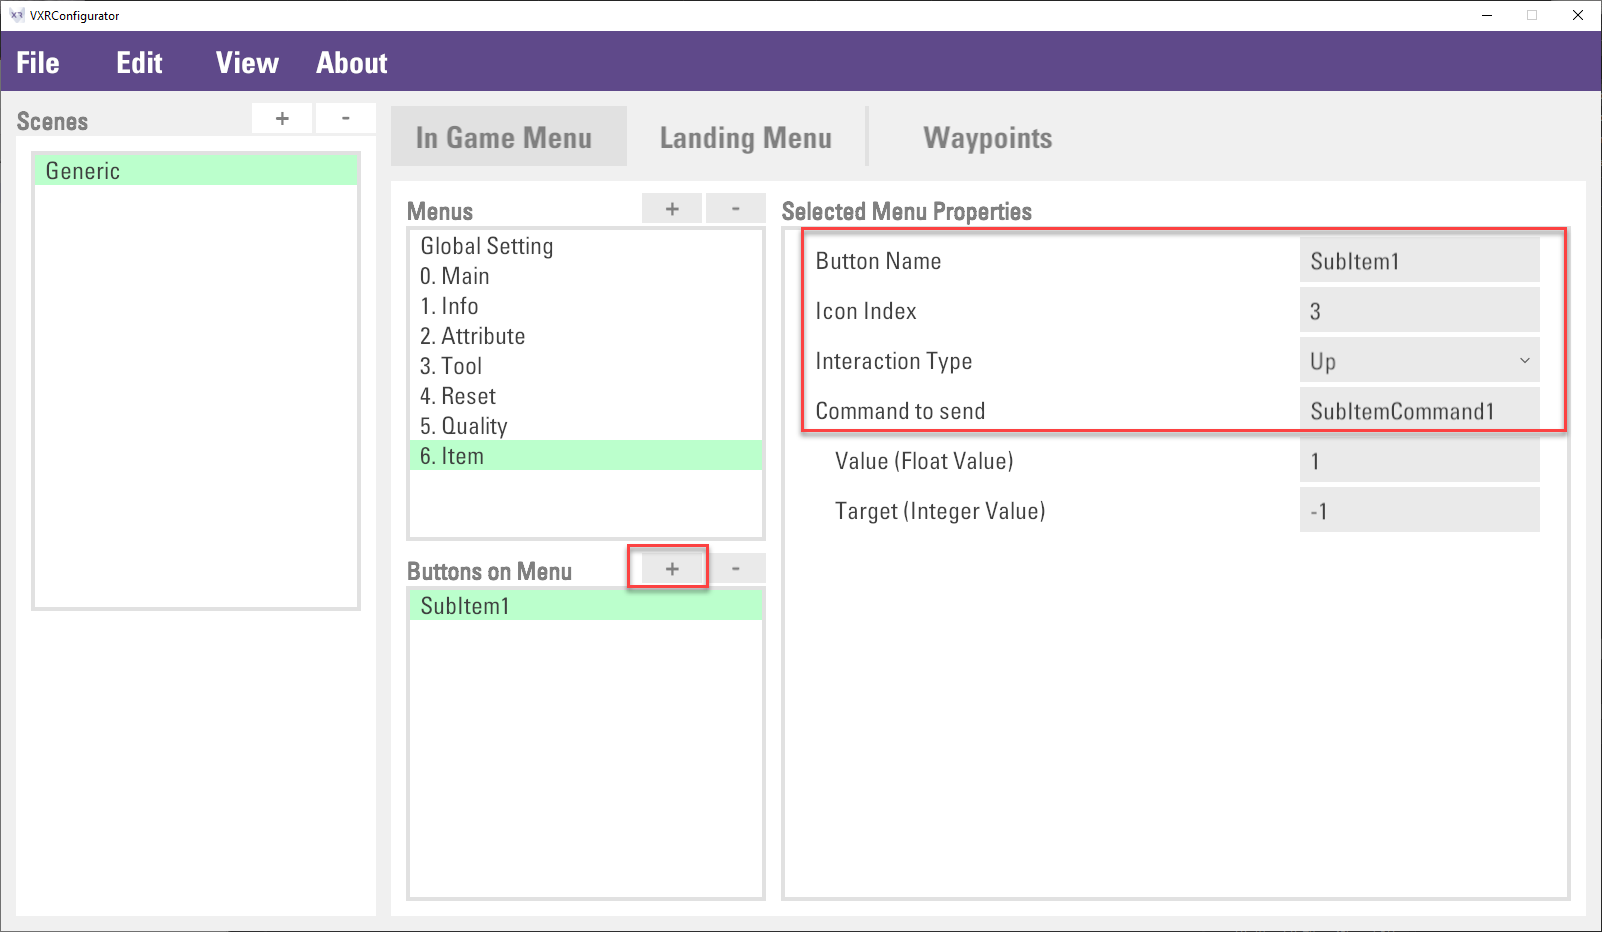 VXRConfigurator
File Edit View About
Scenes + -
Generic
In Game Menu Landing Menu Waypoints
Menus + -
Global Setting
0. Main
1. Info
2. Attribute
3. Tool
4. Reset
5. Quality
6. Item
Buttons on Menu + -
SubItem1
Selected Menu Properties
Button Name SubItem1
Icon Index 3
Interaction Type Up
Command to send SubItemCommand1
Value (Float Value) 1
Target (Integer Value) -1